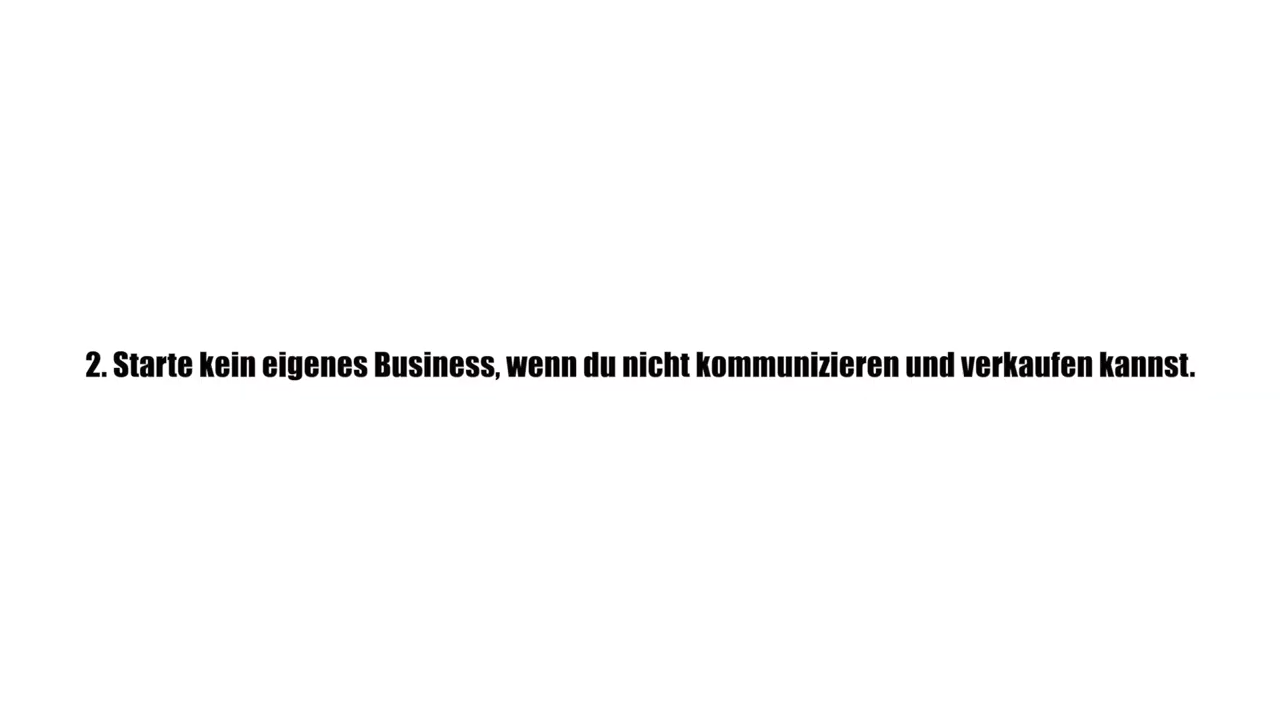 2. Starte kein eigenes Business, wenn du nicht kommunizieren und verkaufen kannst.